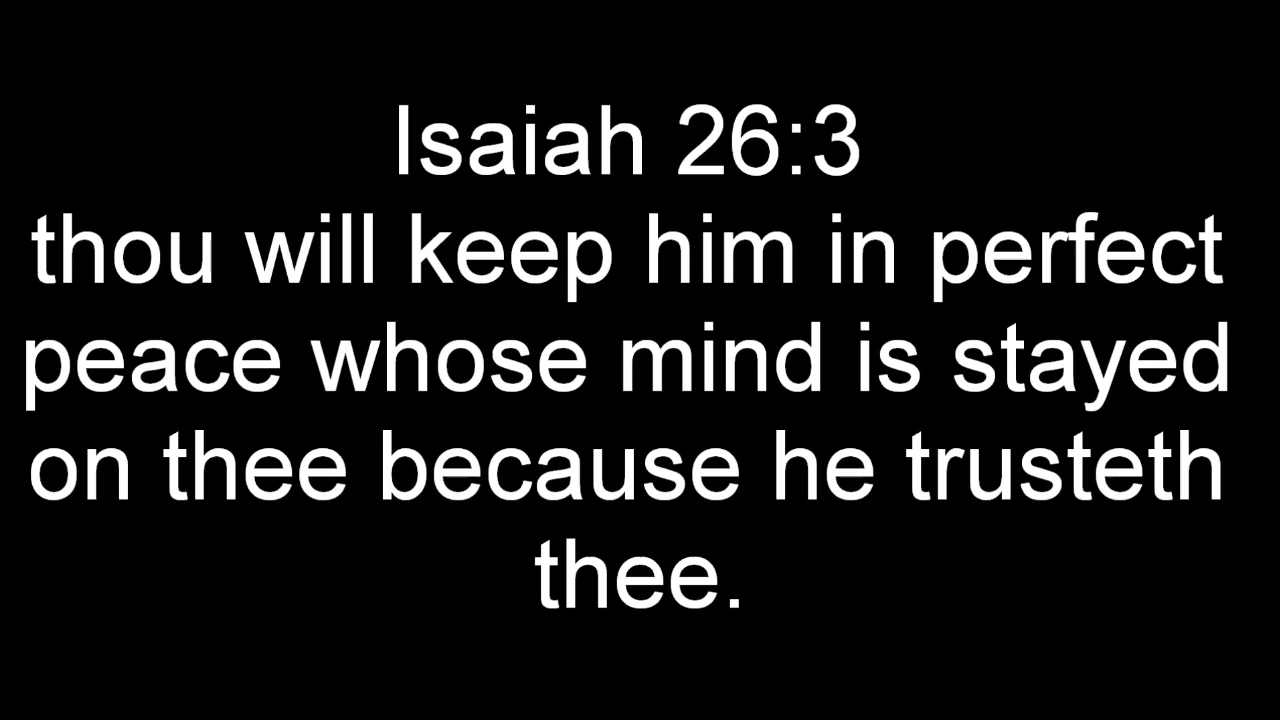 Isaiah 26:3
thou will keep him in perfect
peace whose mind is stayed
on thee because he trusteth
thee.